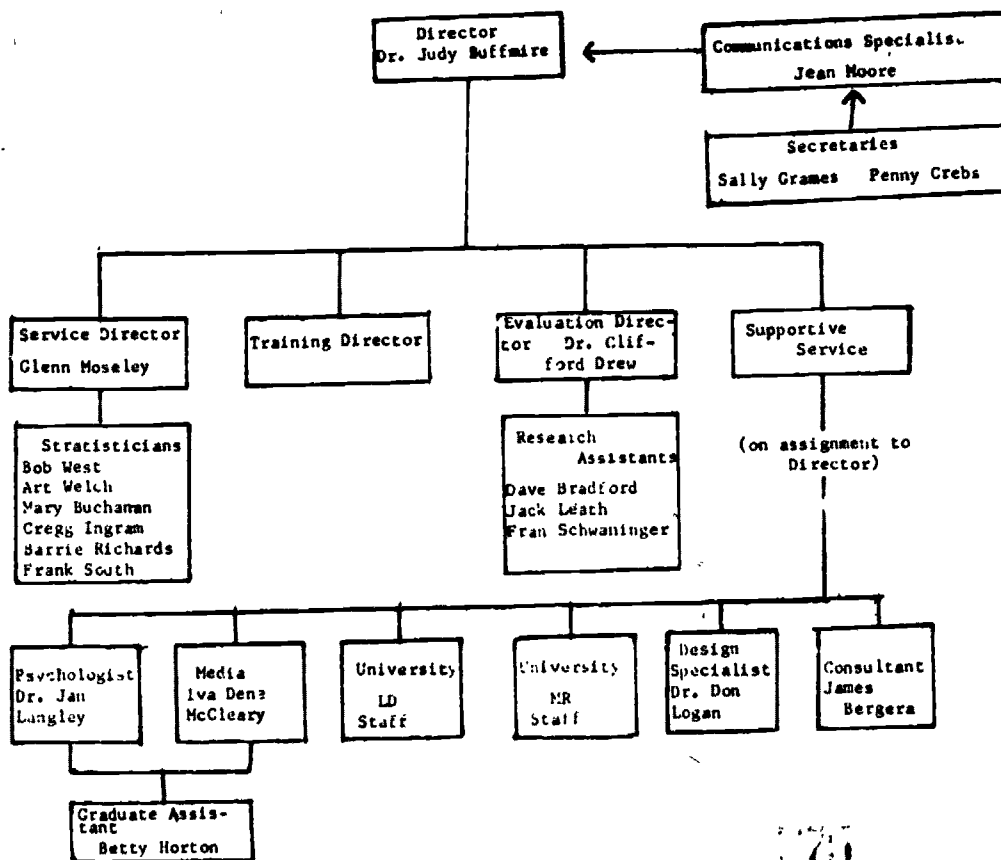 Director
Dr. Judy Buffmire
Communications Specialist
Jean Moore
Secretaries
Sally Grames Penny Crebs
Service Director
Glenn Moseley
Training Director
Evaluation Direc-
tor Dr. Clif-
ford Drew
Supportive
Service
Stratisticians
Bob West
Art Welch
Mary Buchanan
Cregg Ingram
Barrie Richards
Frank South
Research
Assistants
Dave Bradford
Jack Leath
Fran Schwaninger
(on assignment to
Director)
Psychologist
Dr. Jan
Langley
Media
Iva Dene
McCleary
University
LD
Staff
University
MR
Staff
Design
Specialist
Dr. Don
Logan
Consultant
James
Bergera
Graduate Assis-
tant
Betty Horton